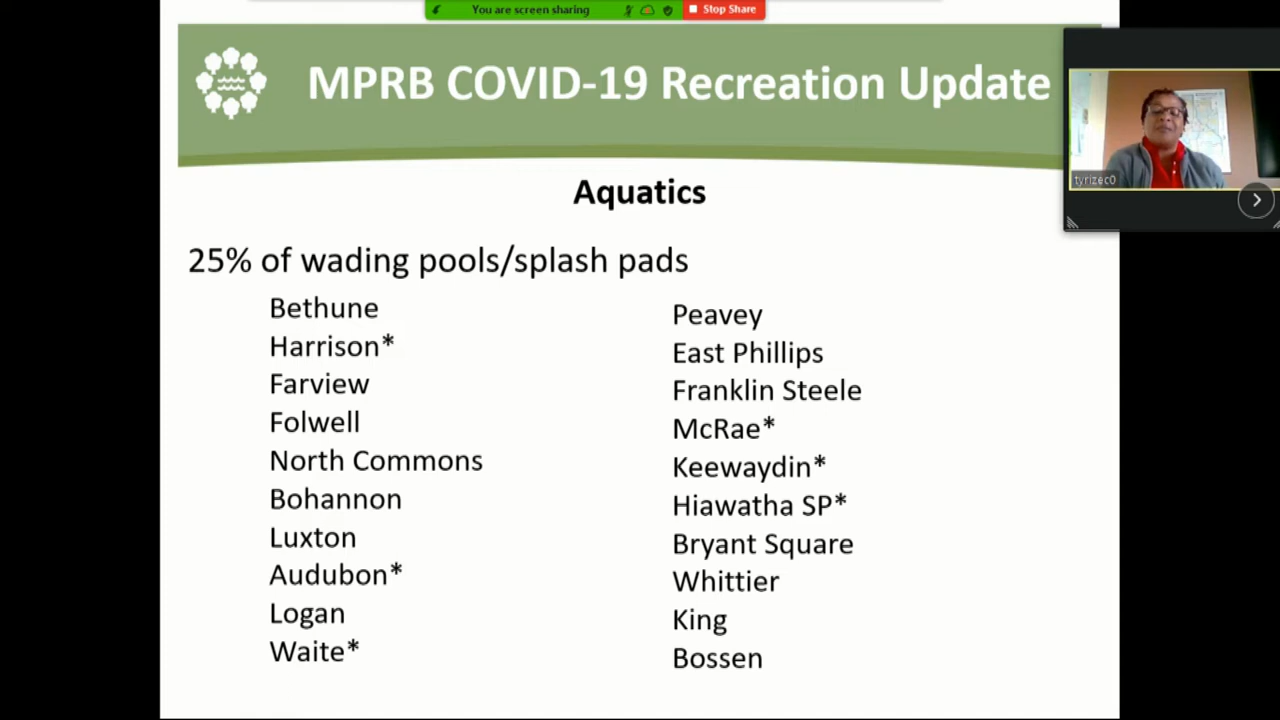 You are screen sharing
Stop Share
MPRB COVID-19 Recreation Update
tyrizec0
Aquatics
25% of wading pools/splash pads
Bethune
Harrison*
Farview
Folwell
North Commons
Bohannon
Luxton
Audubon*
Logan
Waite*
Peavey
East Phillips
Franklin Steele
McRae*
Keewaydin*
Hiawatha SP*
Bryant Square
Whittier
King
Bossen